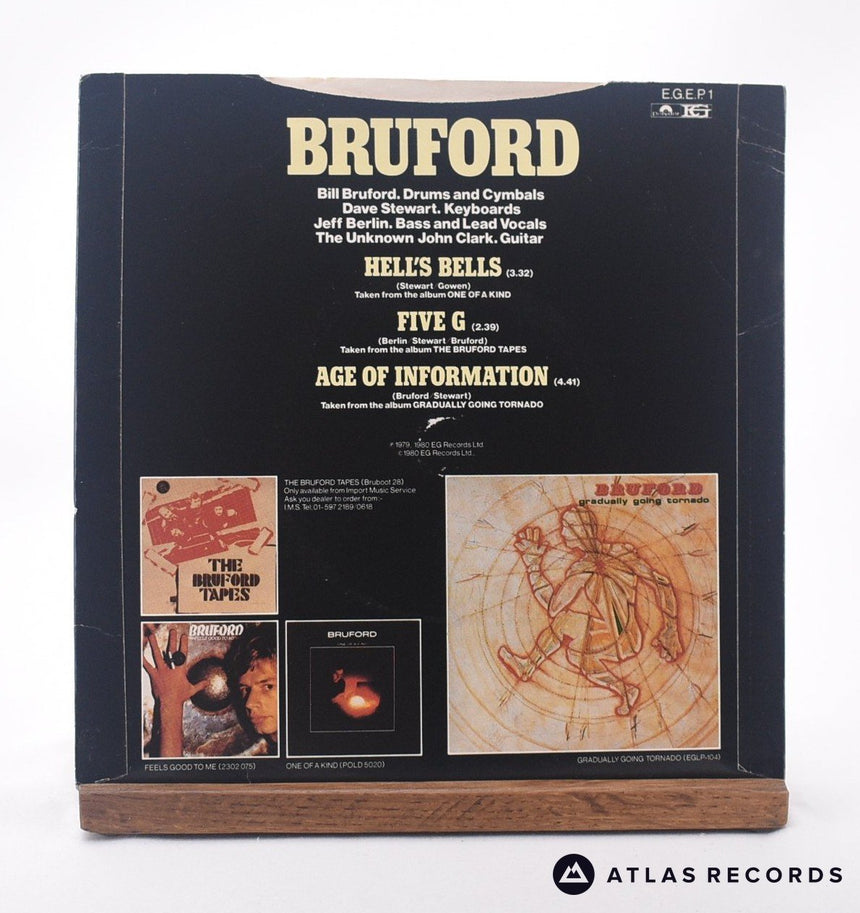 E.G.E.P.1
EG
BRUFORD
Bill Bruford. Drums and Cymbals
Dave Stewart. Keyboards
Jeff Berlin. Bass and Lead Vocals
The Unknown John Clark. Guitar
HELL'S BELLS (3.32)
(Stewart/Gowen)
Taken from the album ONE OF A KIND
FIVE G (2.39)
(Berlin/Stewart/Bruford)
Taken from the album THE BRUFORD TAPES
AGE OF INFORMATION (4.41)
(Bruford/Stewart)
Taken from the album GRADUALLY GOING TORNADO
℗ 1979, 1980 EG Records Ltd.
© 1980 EG Records Ltd.
THE BRUFORD TAPES (Bruboot 28)
Only available from Import Music Service
Ask you dealer to order from:-
I.M.S. Tel: 01-597 2189/0618
THE
BRUFORD
TAPES
BRUFORD
FEELS GOOD TO ME
BRUFORD
BRUFORD
gradually going tornado
FEELS GOOD TO ME (2302 075)
ONE OF A KIND (POLD 5020)
GRADUALLY GOING TORNADO (EGLP-104)
ATLAS RECORDS